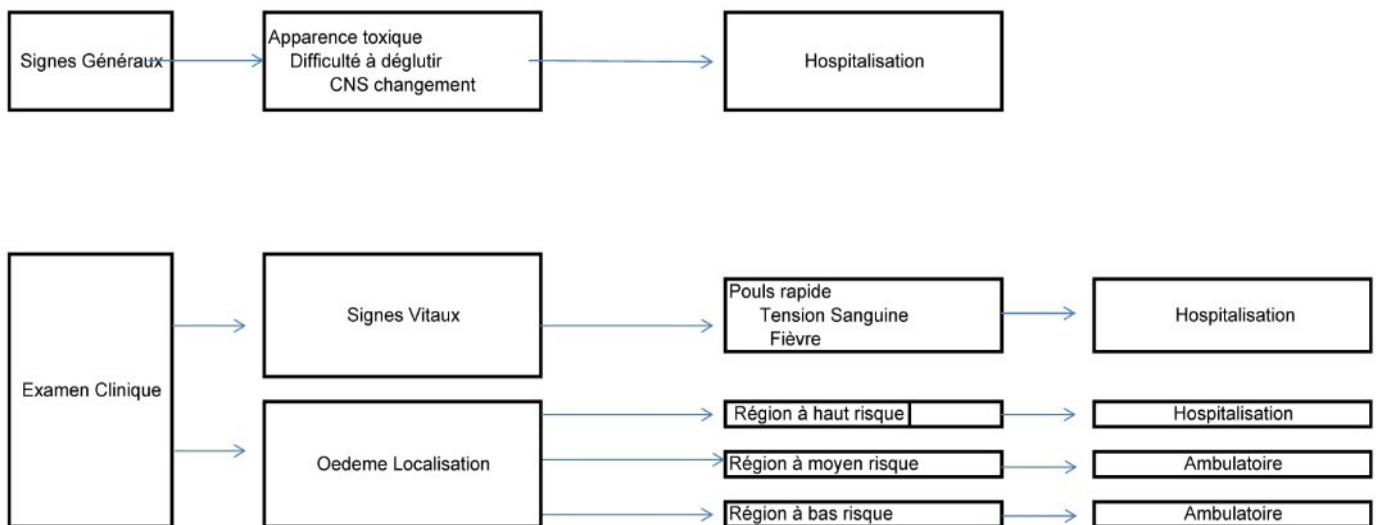 Signes Généraux
Apparence toxique
Difficulté à déglutir
CNS changement
Hospitalisation
Examen Clinique
Signes Vitaux
Pouls rapide
Tension Sanguine
Fièvre
Hospitalisation
Oedeme Localisation
Région à haut risque
Hospitalisation
Région à moyen risque
Ambulatoire
Région à bas risque
Ambulatoire